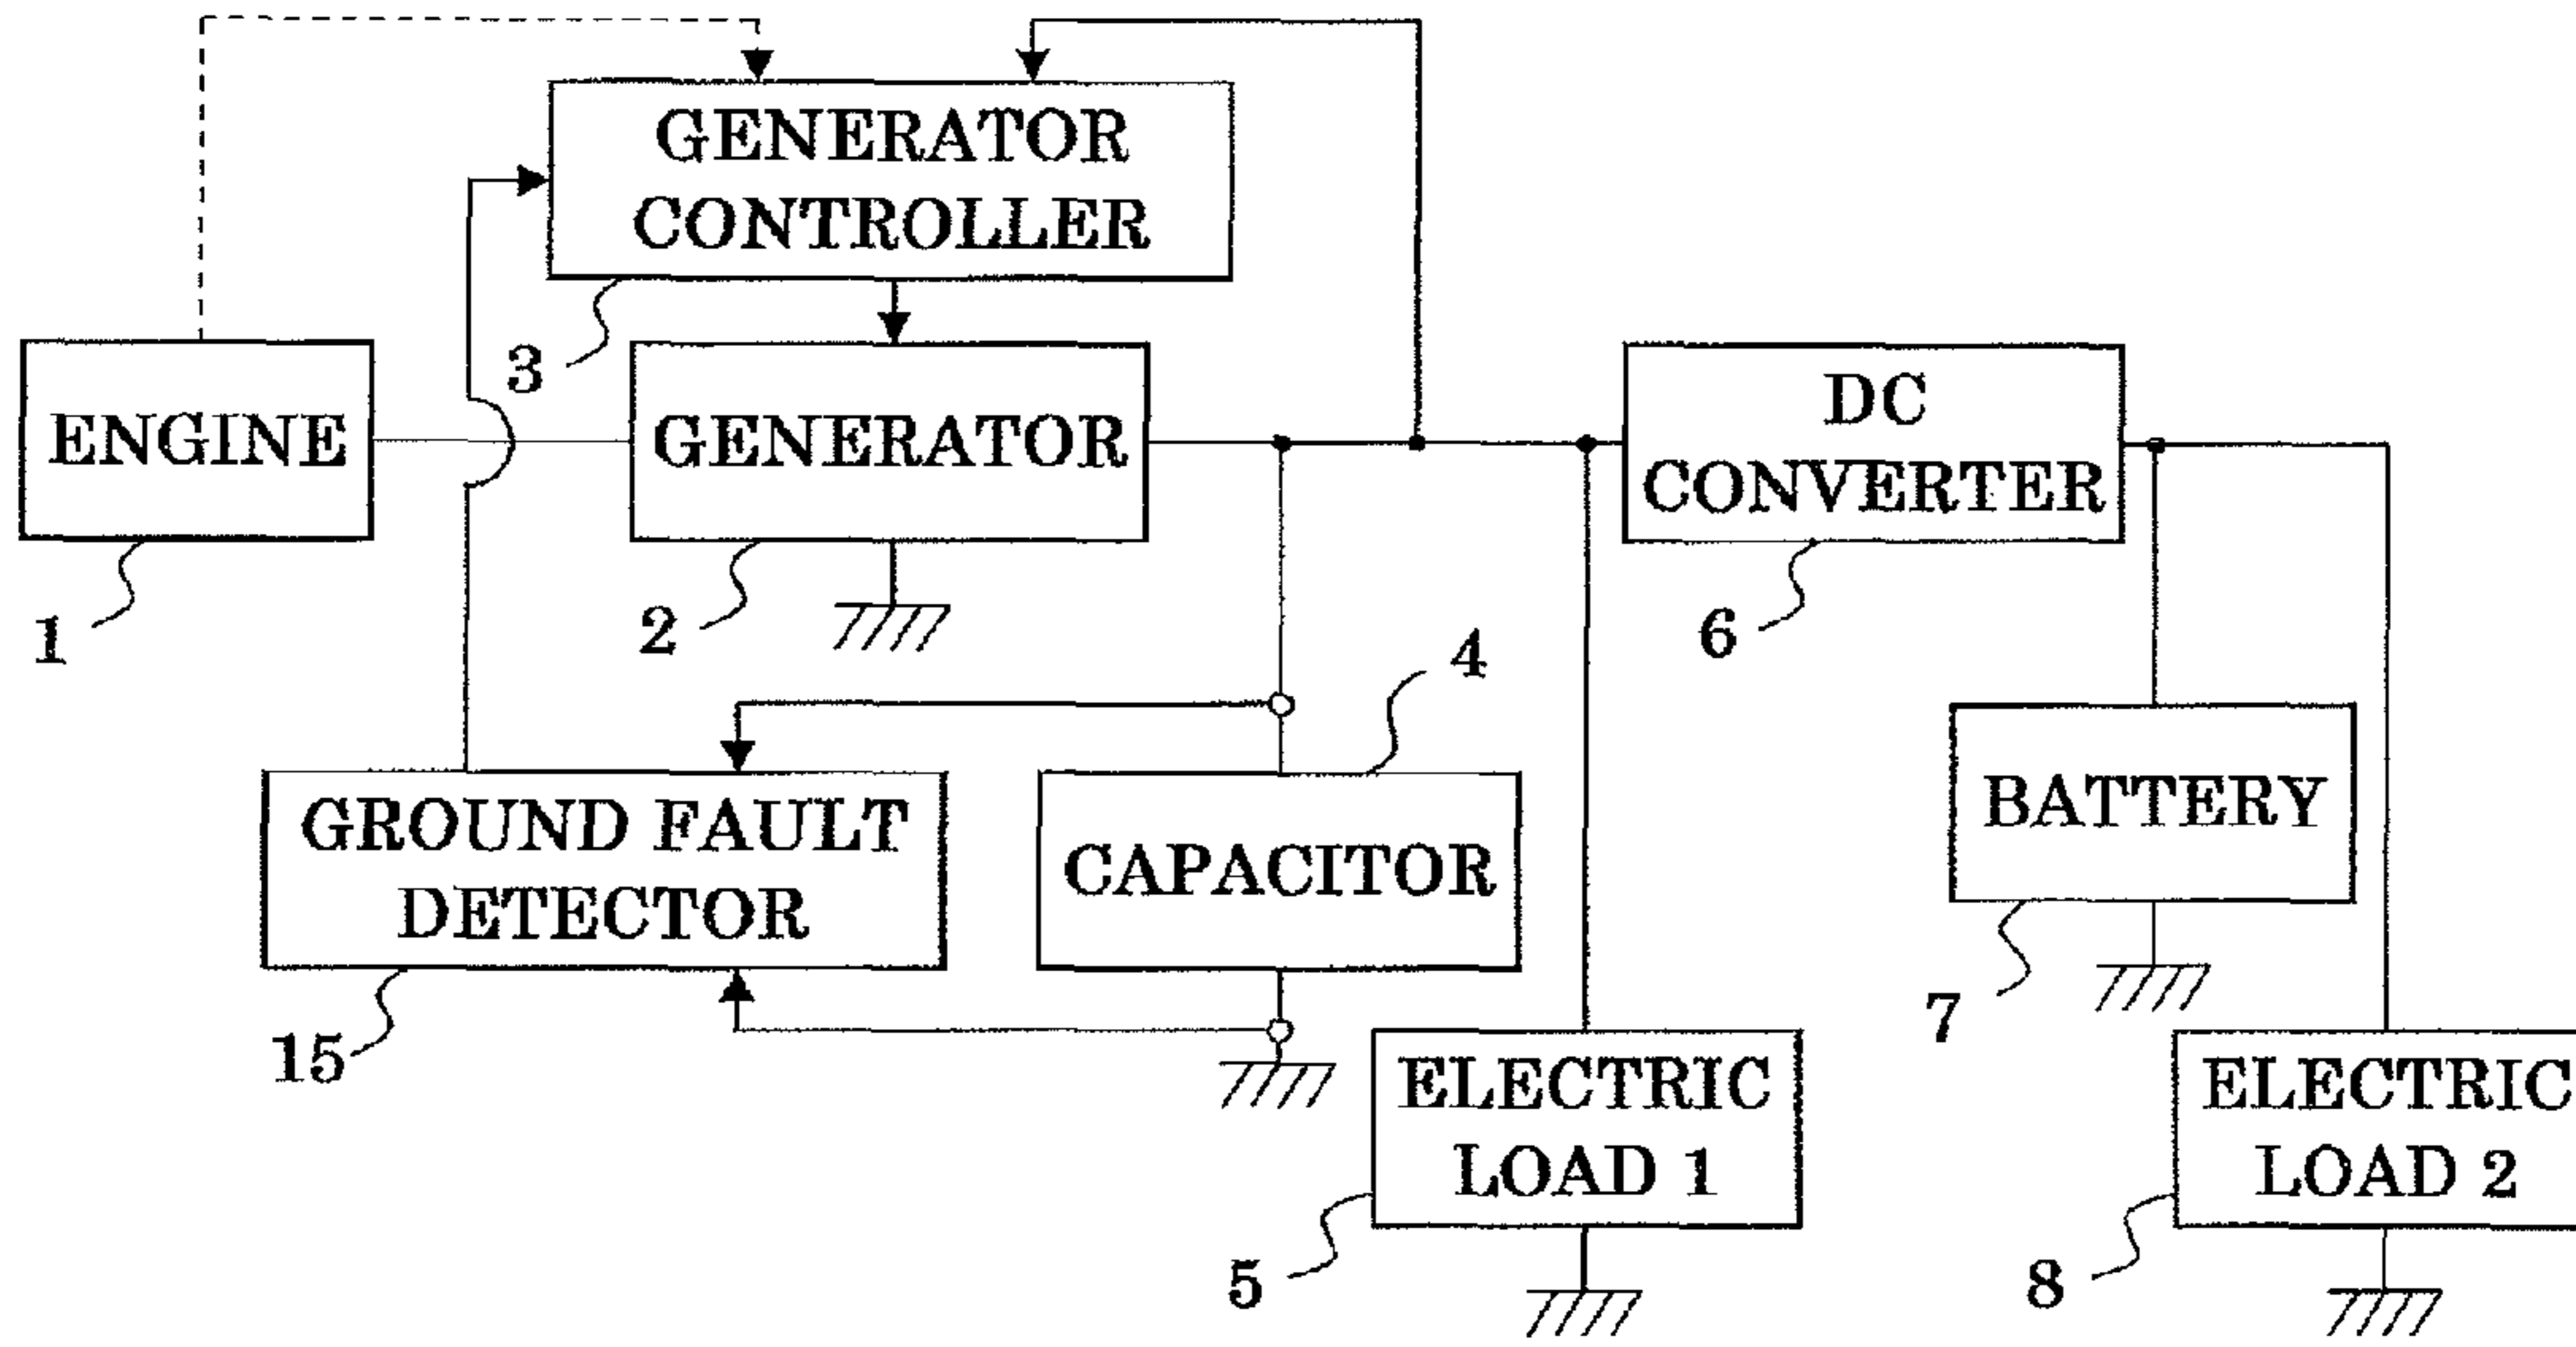 GENERATOR
CONTROLLER
3
ENGINE
1
GENERATOR
2
DC
CONVERTER
6
4
GROUND FAULT
DETECTOR
15
CAPACITOR
BATTERY
7
ELECTRIC
LOAD 1
5
ELECTRIC
LOAD 2
8